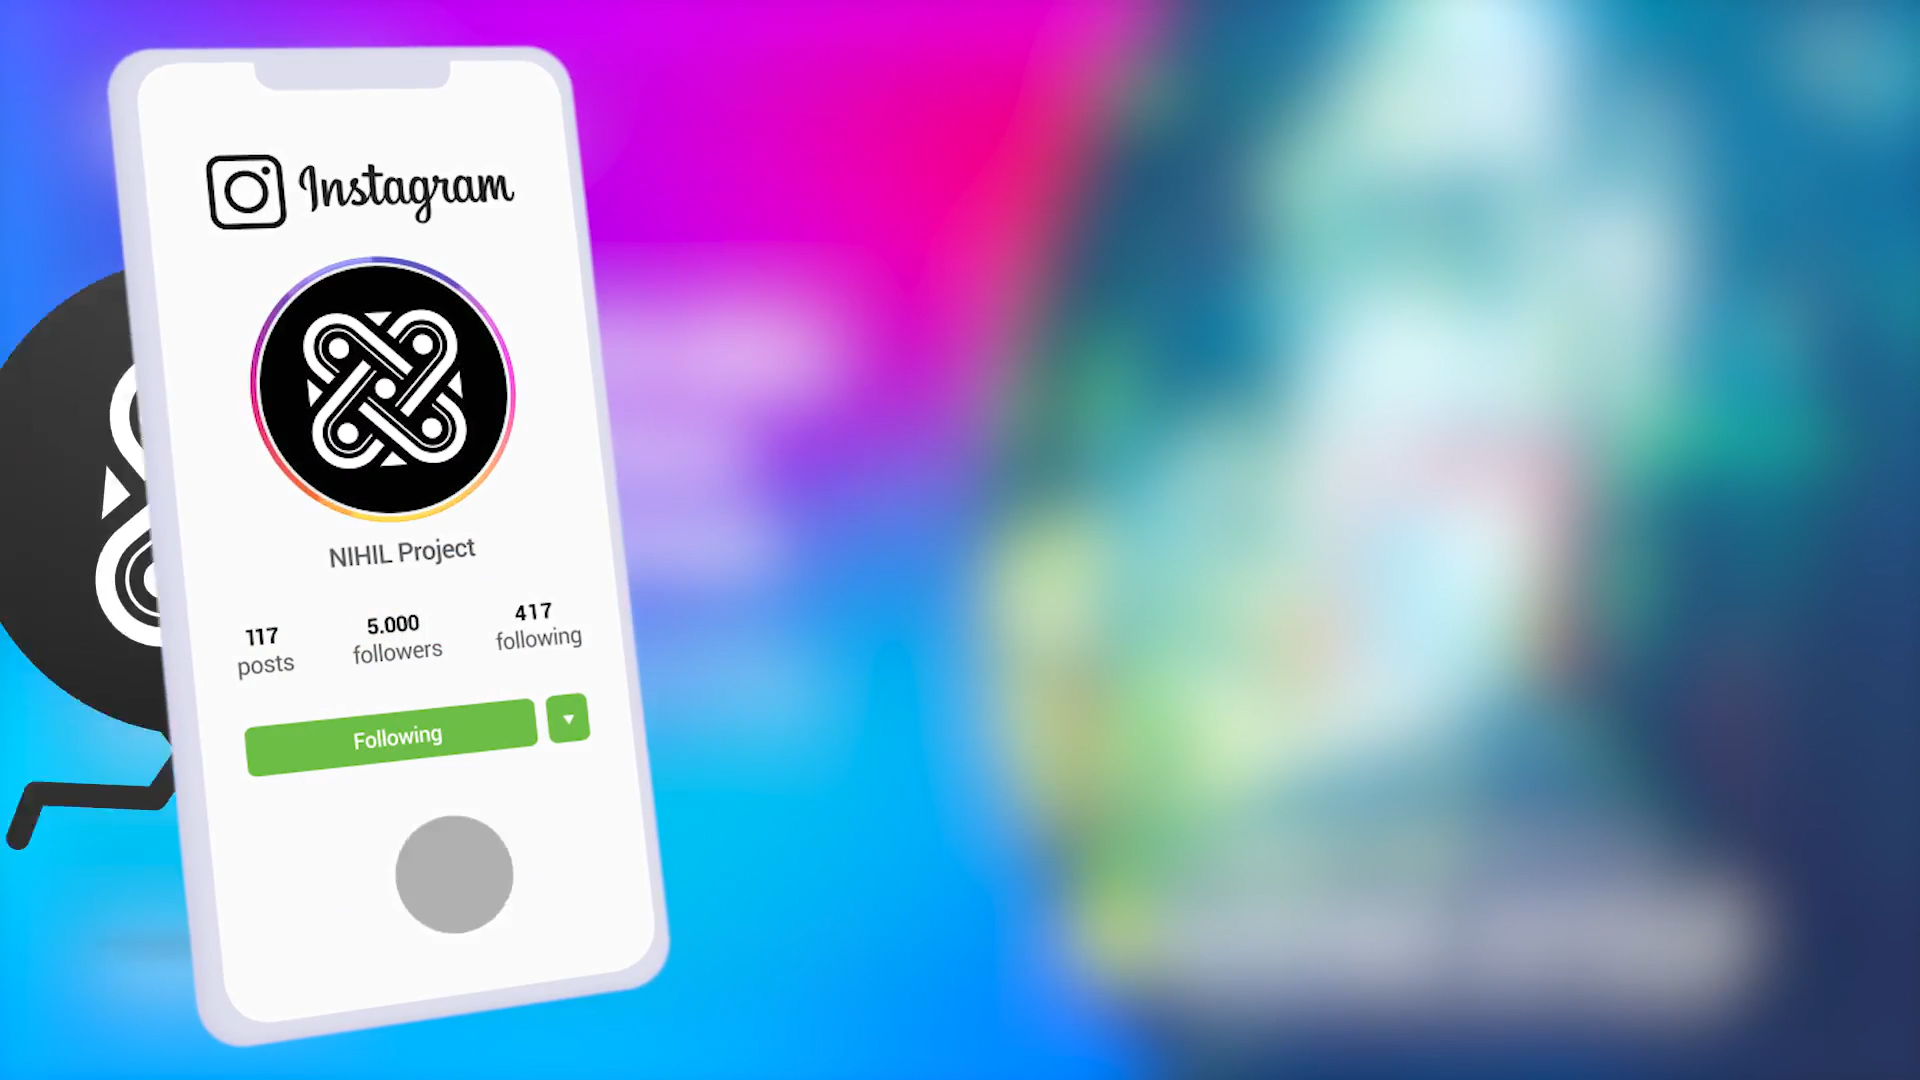 Instagram
NIHIL Project
117 5.000 417
posts followers following
Following